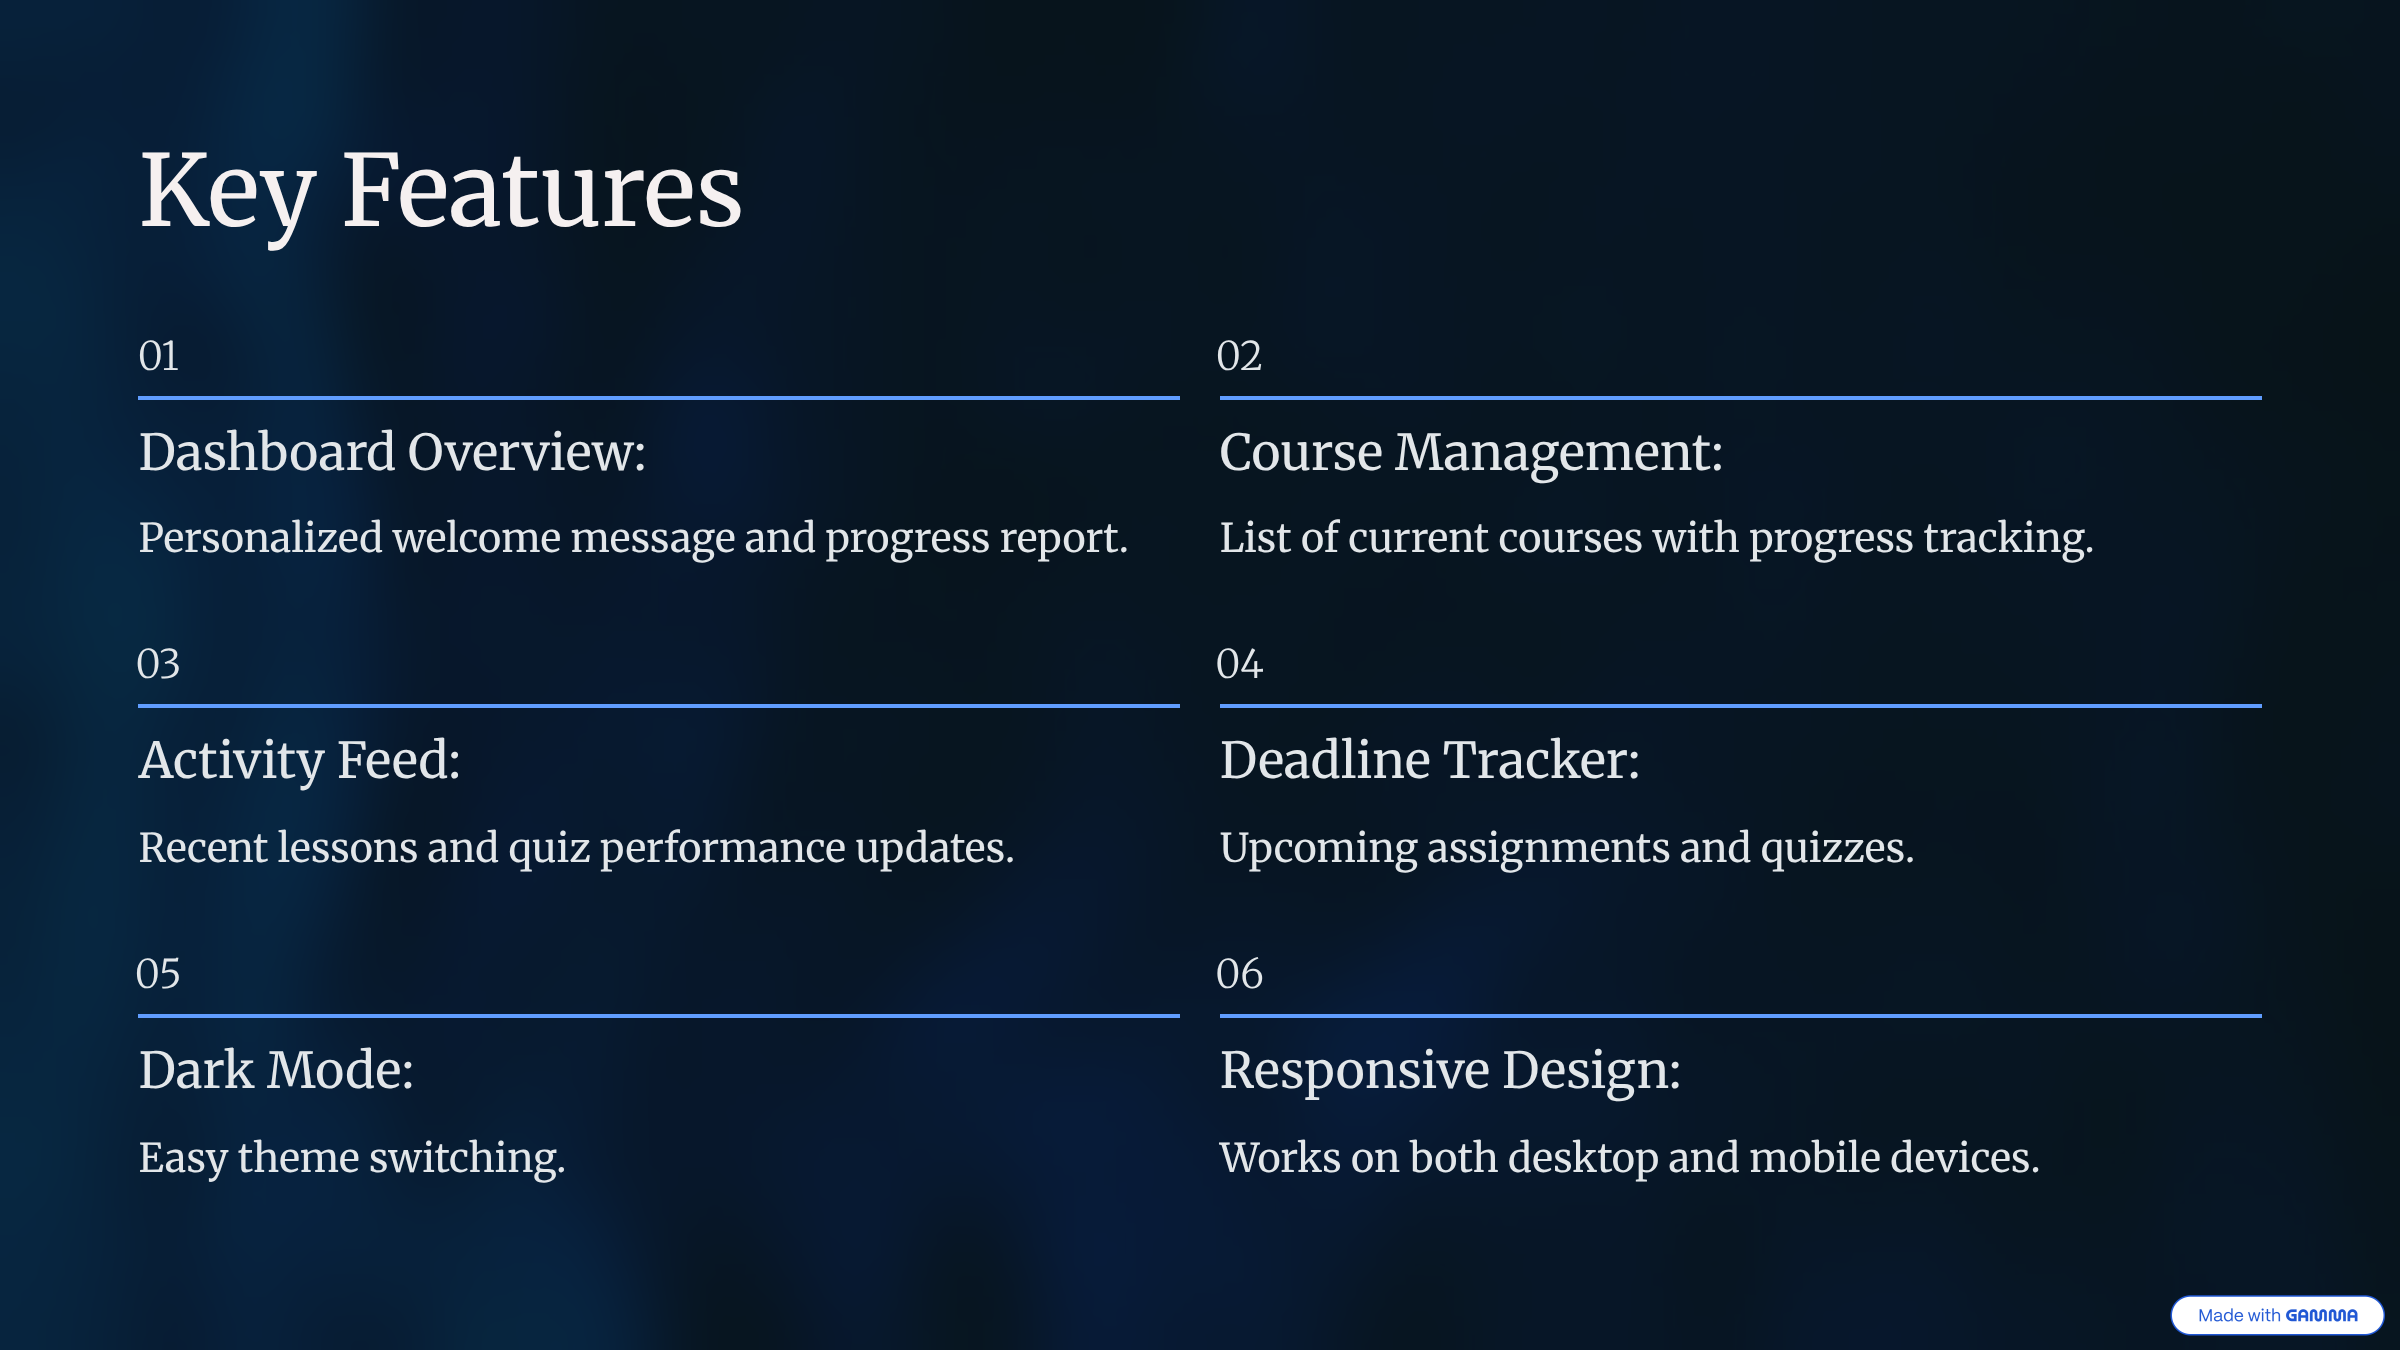 Key Features
01
Dashboard Overview:
Personalized welcome message and progress report.
02
Course Management:
List of current courses with progress tracking.
03
Activity Feed:
Recent lessons and quiz performance updates.
04
Deadline Tracker:
Upcoming assignments and quizzes.
05
Dark Mode:
Easy theme switching.
06
Responsive Design:
Works on both desktop and mobile devices.
Made with GAMMA